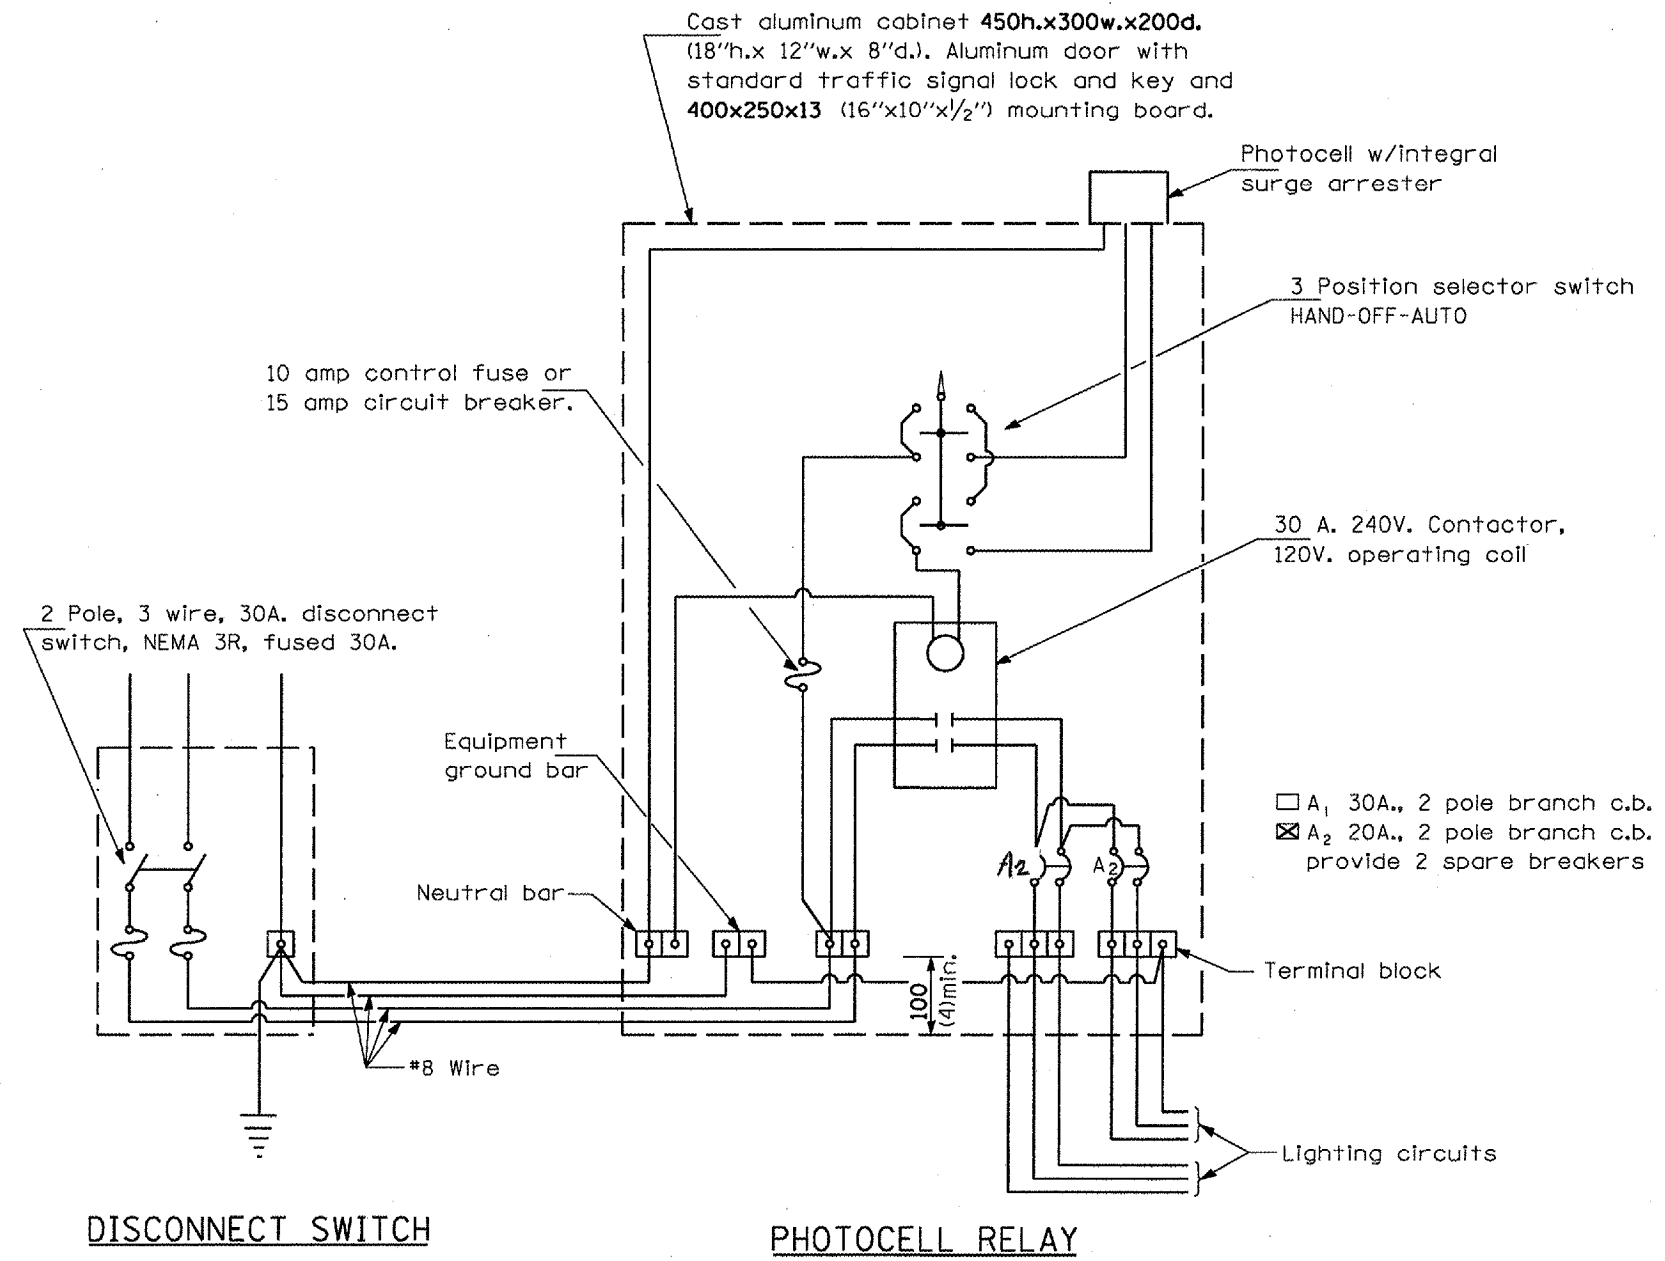 Cast aluminum cabinet 450h.x300w.x200d.
(18"h.x 12"w.x 8"d.). Aluminum door with
standard traffic signal lock and key and
400x250x13 (16"x10"x1/2") mounting board.
Photocell w/integral
surge arrester
3 Position selector switch
HAND-OFF-AUTO
10 amp control fuse or
15 amp circuit breaker.
30 A. 240V. Contactor,
120V. operating coil
2 Pole, 3 wire, 30A. disconnect
switch, NEMA 3R, fused 30A.
Equipment
ground bar
A1 30A., 2 pole branch c.b.
A2 20A., 2 pole branch c.b.
provide 2 spare breakers
A2
A2
Neutral bar
Terminal block
100
(4)min.
#8 Wire
Lighting circuits
DISCONNECT SWITCH
PHOTOCELL RELAY